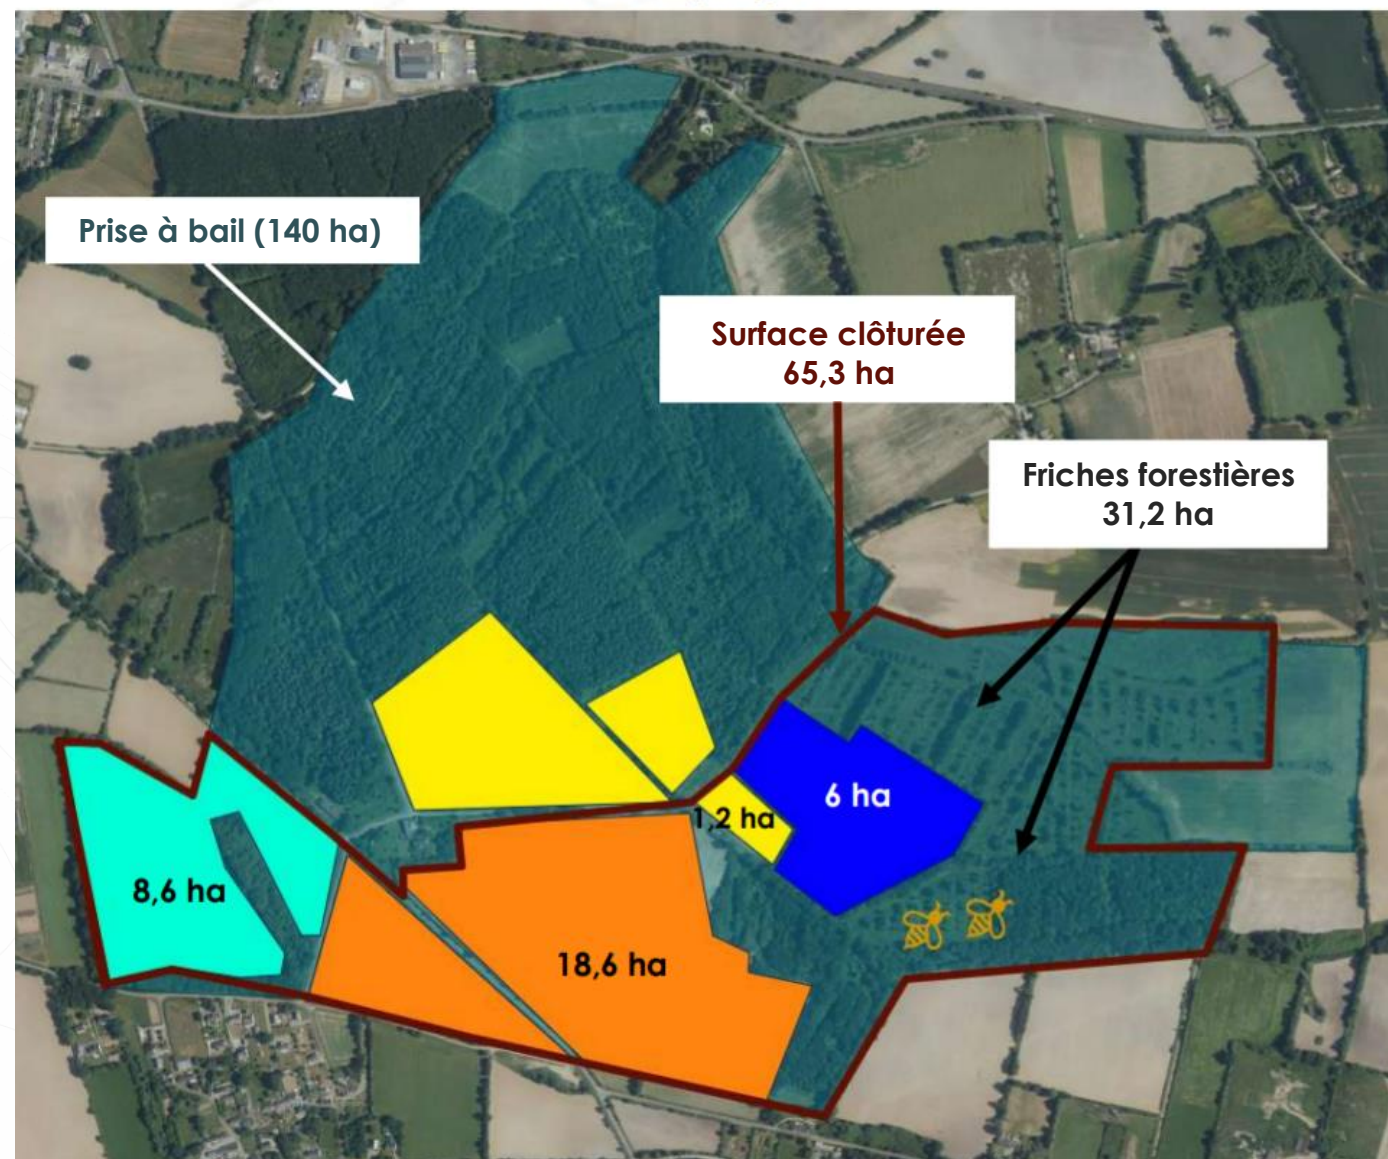 Prise à bail (140 ha)
Surface clôturée
65,3 ha
Friches forestières
31,2 ha
6 ha
1,2 ha
8,6 ha
18,6 ha